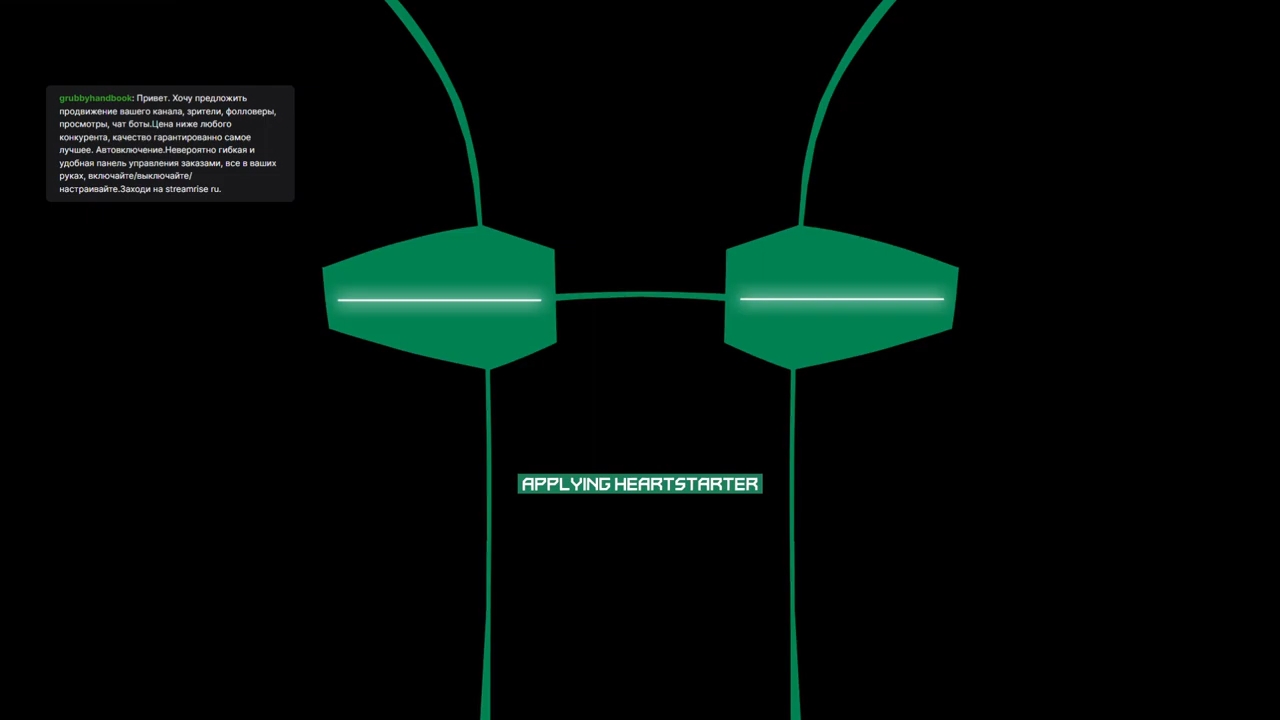 grubbyhandbook: Привет. Хочу предложить
продвижение вашего канала, зрители, фолловеры,
просмотры, чат боты.Цена ниже любого
конкурента, качество гарантированно самое
лучшее. Автовключение.Невероятно гибкая и
удобная панель управления заказами, все в ваших
руках, включайте/выключайте/
настраивайте.Заходи на streamrise ru.
APPLYING HEARTSTARTER